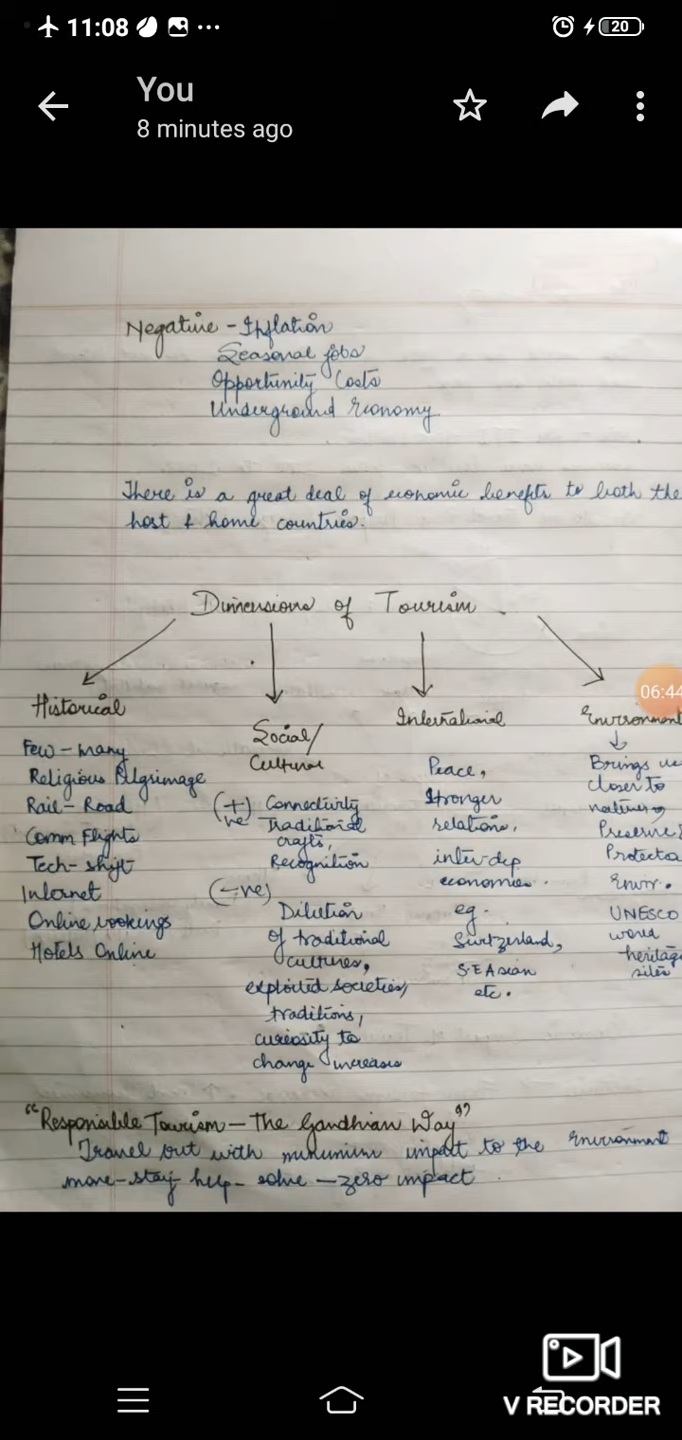 11:08
20
You
8 minutes ago
Negative - Inflation
Seasonal jobs
Opportunity Costs
Underground Economy
There is a great deal of economic benefits to both the
host & home countries.
Dimensions of Tourism
06:44
Historical
Few - many
Religious Pilgrimage
Rail - Road
Comm Flights
Tech - shift
Internet
Online bookings
Hotels Online
Social/
Cultural
(+ve) Connectivity
Traditional
crafts,
Recognition
(-ve)
Dilution
of traditional
cultures,
exploited societies,
traditions,
curiosity to
change increases
International
Peace,
Stronger
relations,
inter-dep
economies.
eg.
Switzerland,
S.E Asian
etc.
Environment
Brings us
closer to
nature,
Preserve &
Protect
Envir.
UNESCO
world
heritage
sites
"Responsible Tourism - The Gandhian Way"
Travel but with minimum impact to the Environment
move - stay - help - solve - zero impact
V RECORDER